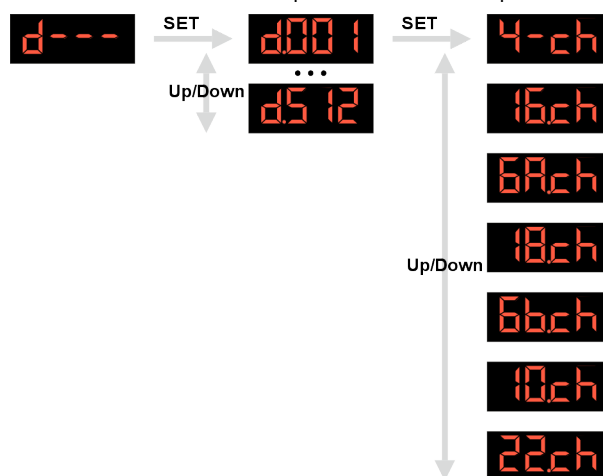 d--- SET d.001 SET 4-ch
...
Up/Down d.512 16.ch
6A.ch
Up/Down 18.ch
6b.ch
10.ch
22.ch